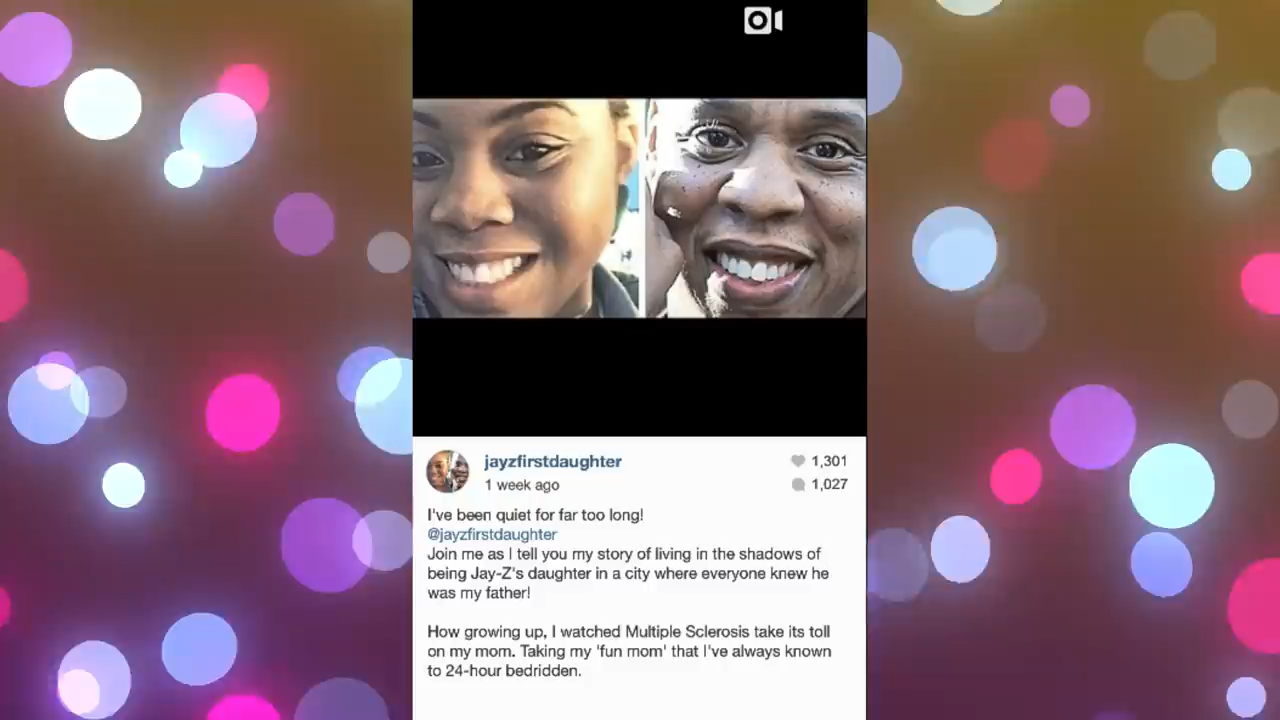 jayzfirstdaughter
1,301
1 week ago
1,027
I've been quiet for far too long!
@jayzfirstdaughter
Join me as I tell you my story of living in the shadows of
being Jay-Z's daughter in a city where everyone knew he
was my father!
How growing up, I watched Multiple Sclerosis take its toll
on my mom. Taking my 'fun mom' that I've always known
to 24-hour bedridden.